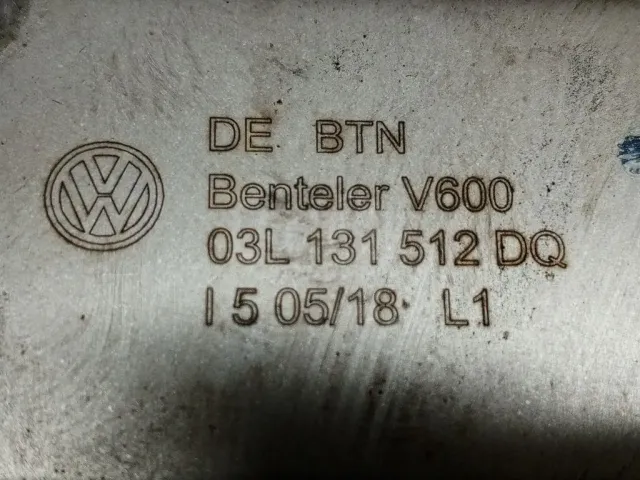 DE BTN
Benteler V600
03L 131 512 DQ
I 5 05/18 L1